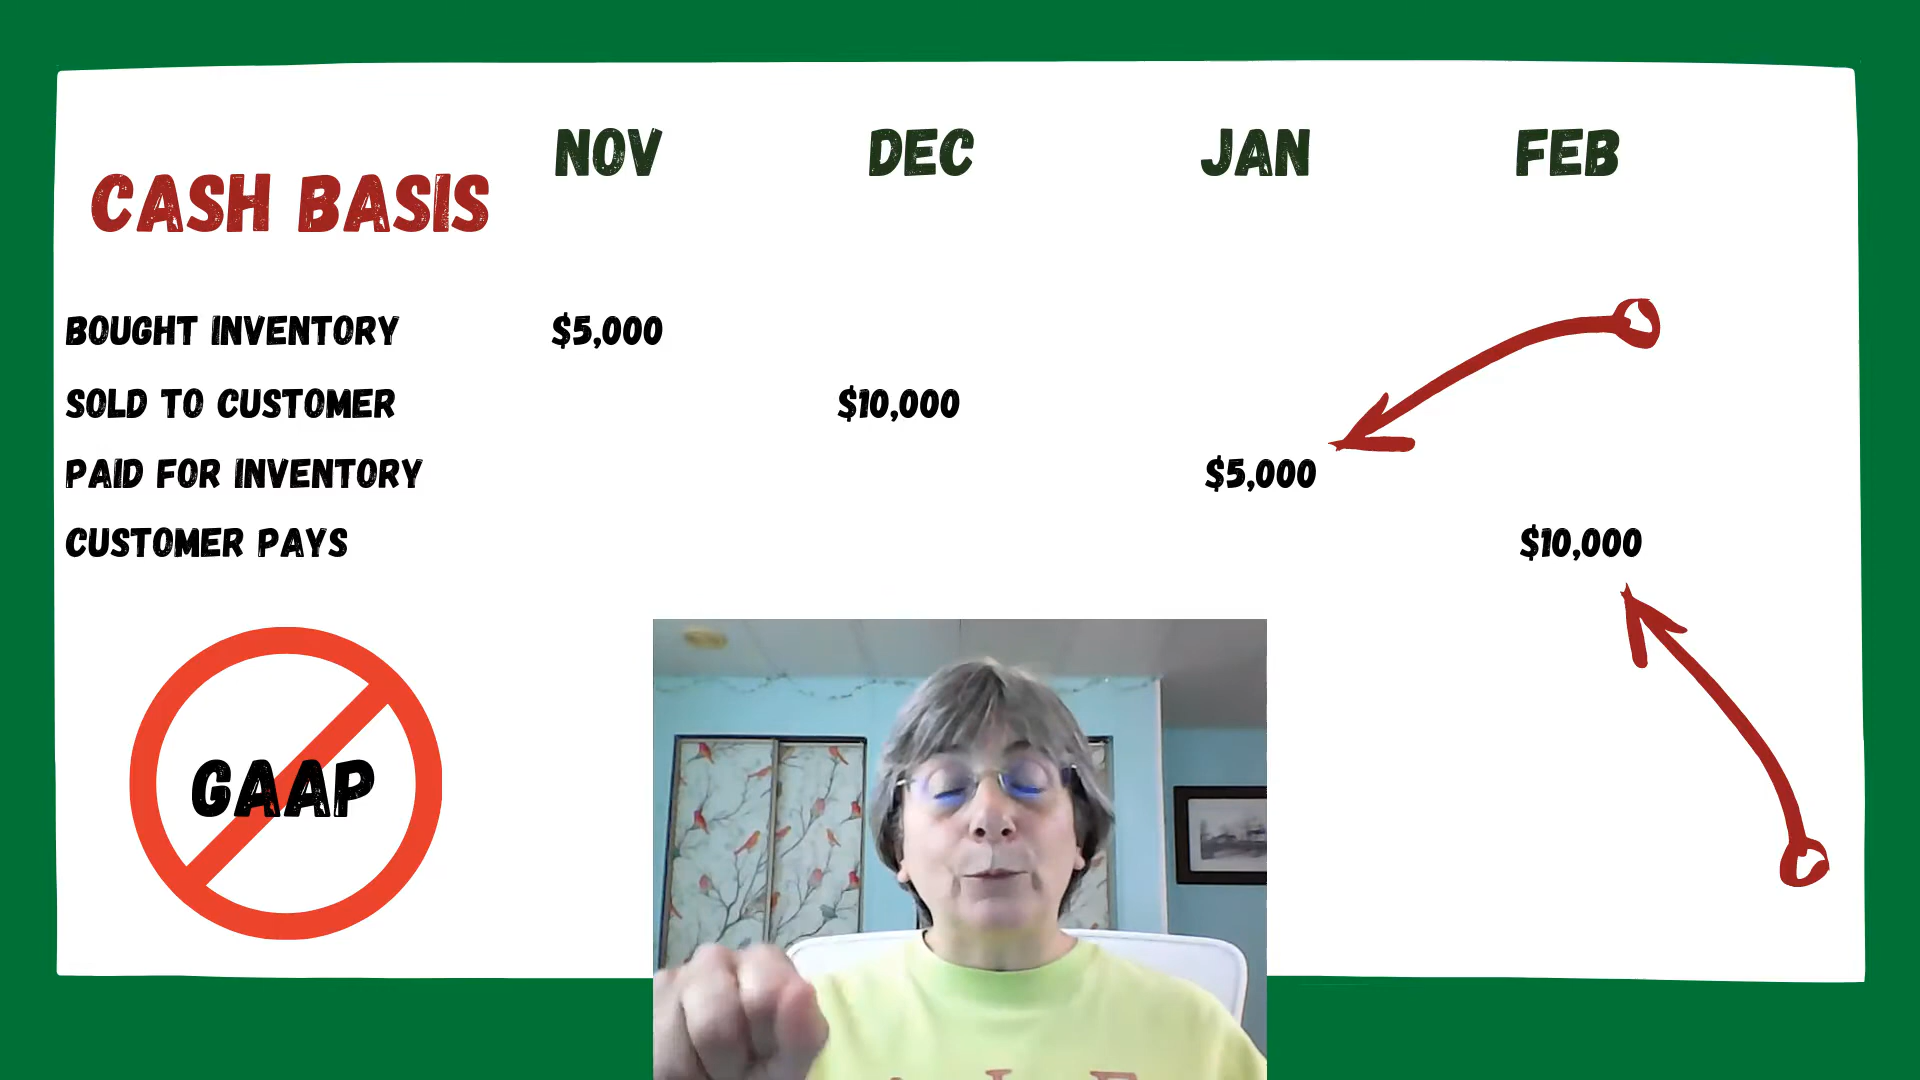 NOV DEC JAN FEB
CASH BASIS
BOUGHT INVENTORY $5,000
SOLD TO CUSTOMER $10,000
PAID FOR INVENTORY $5,000
CUSTOMER PAYS $10,000
GAAP